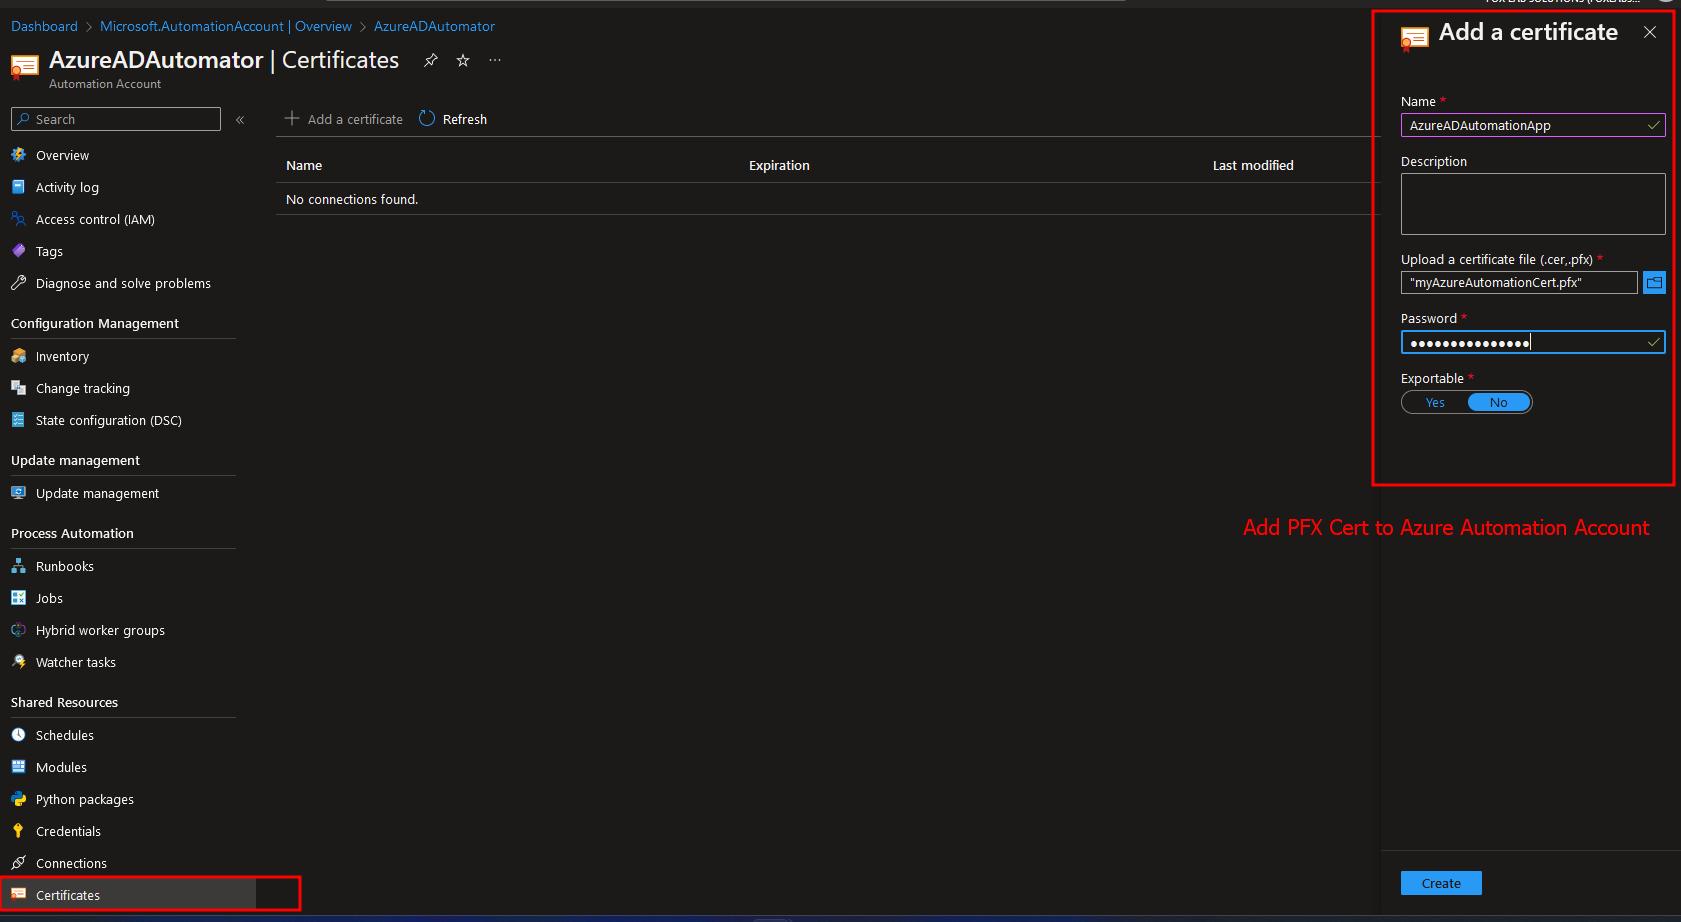 Dashboard > Microsoft.AutomationAccount | Overview > AzureADAutomator
AzureADAutomator | Certificates
Automation Account
Search
Overview
Activity log
Access control (IAM)
Tags
Diagnose and solve problems
Configuration Management
Inventory
Change tracking
State configuration (DSC)
Update management
Update management
Process Automation
Runbooks
Jobs
Hybrid worker groups
Watcher tasks
Shared Resources
Schedules
Modules
Python packages
Credentials
Connections
Certificates
Add a certificate Refresh
Name Expiration Last modified
No connections found.
Add a certificate
Name *
AzureADAutomationApp
Description
Upload a certificate file (.cer,.pfx) *
"myAzureAutomationCert.pfx"
Password *
Exportable *
Yes No
Add PFX Cert to Azure Automation Account
Create